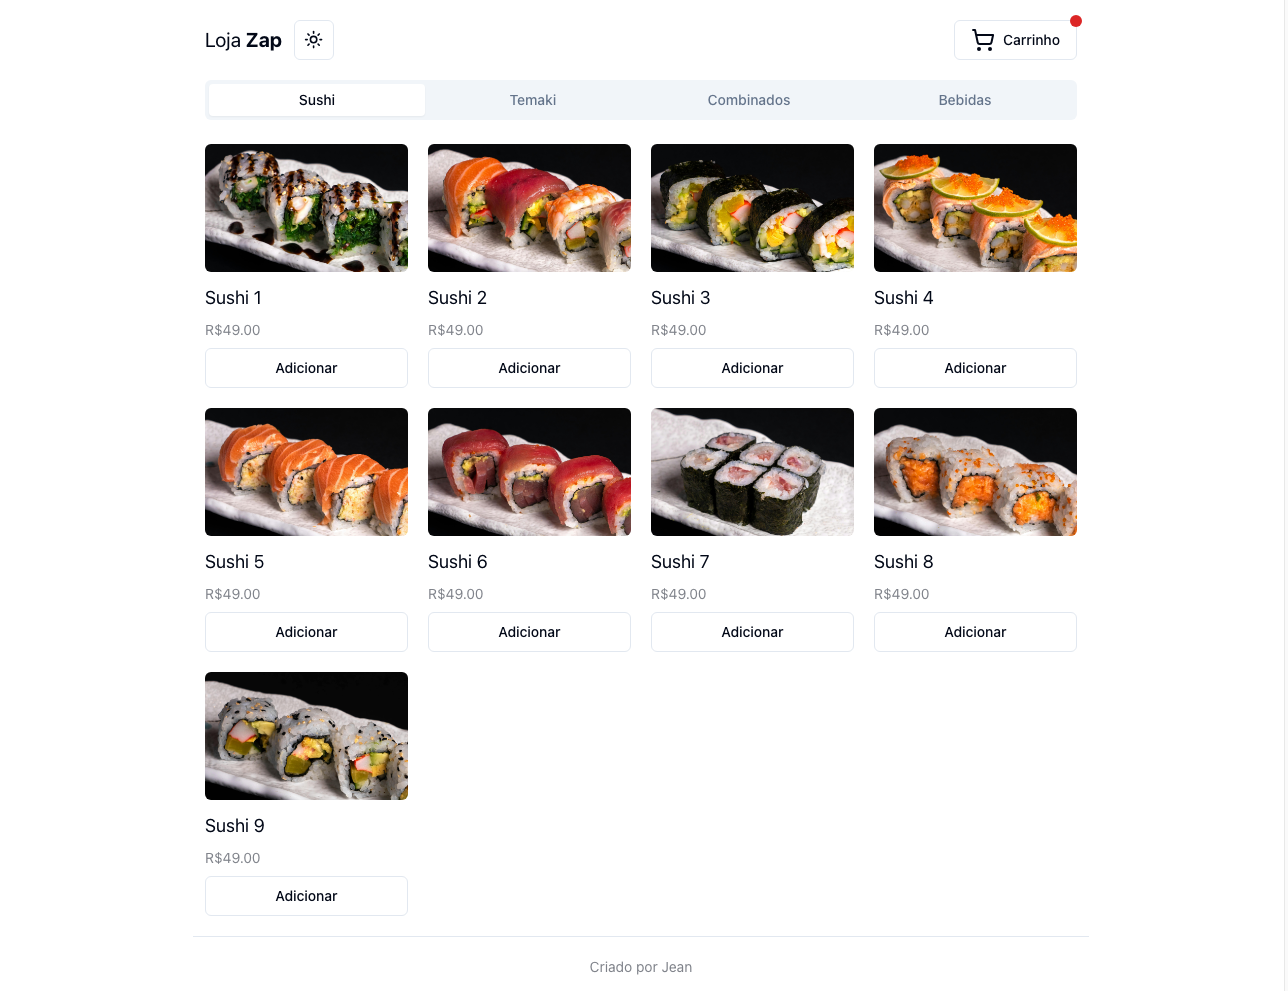 Loja Zap
Carrinho
Sushi Temaki Combinados Bebidas
Sushi 1 Sushi 2 Sushi 3 Sushi 4
R$49.00 R$49.00 R$49.00 R$49.00
Adicionar Adicionar Adicionar Adicionar
Sushi 5 Sushi 6 Sushi 7 Sushi 8
R$49.00 R$49.00 R$49.00 R$49.00
Adicionar Adicionar Adicionar Adicionar
Sushi 9
R$49.00
Adicionar
Criado por Jean